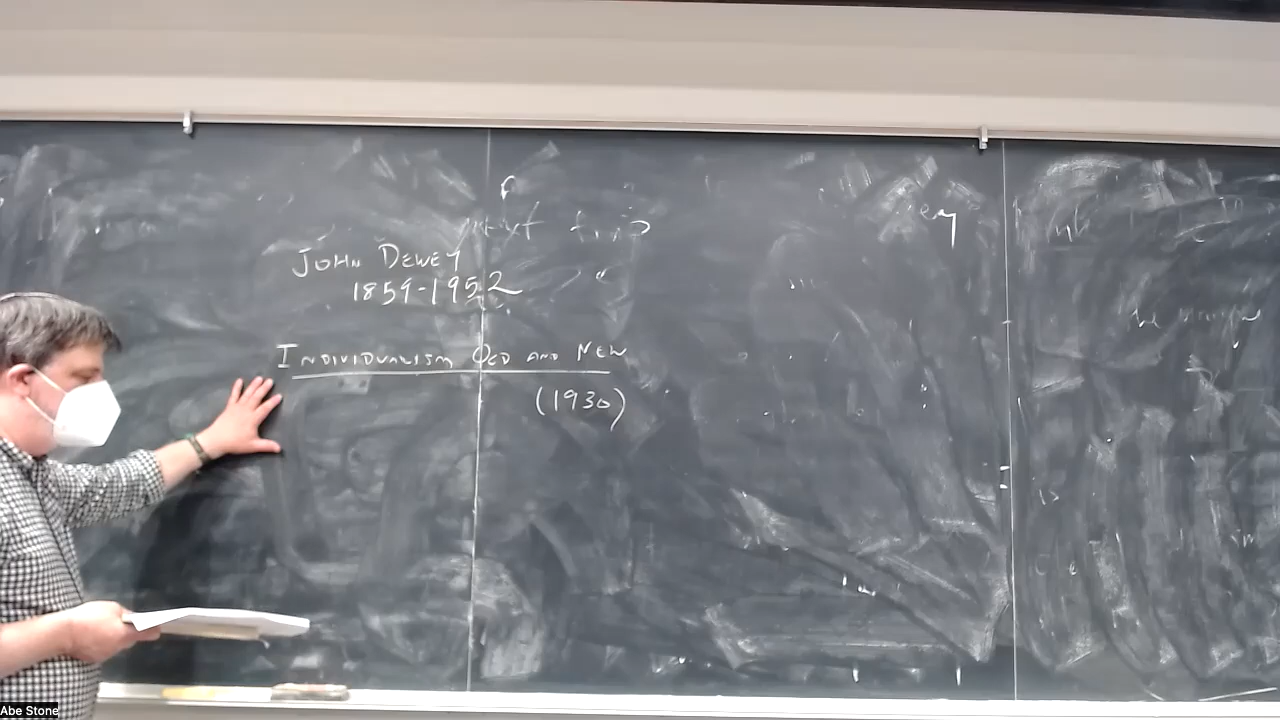 John Dewey
1859-1952
Individualism Old and New
(1930)
Abe Stone